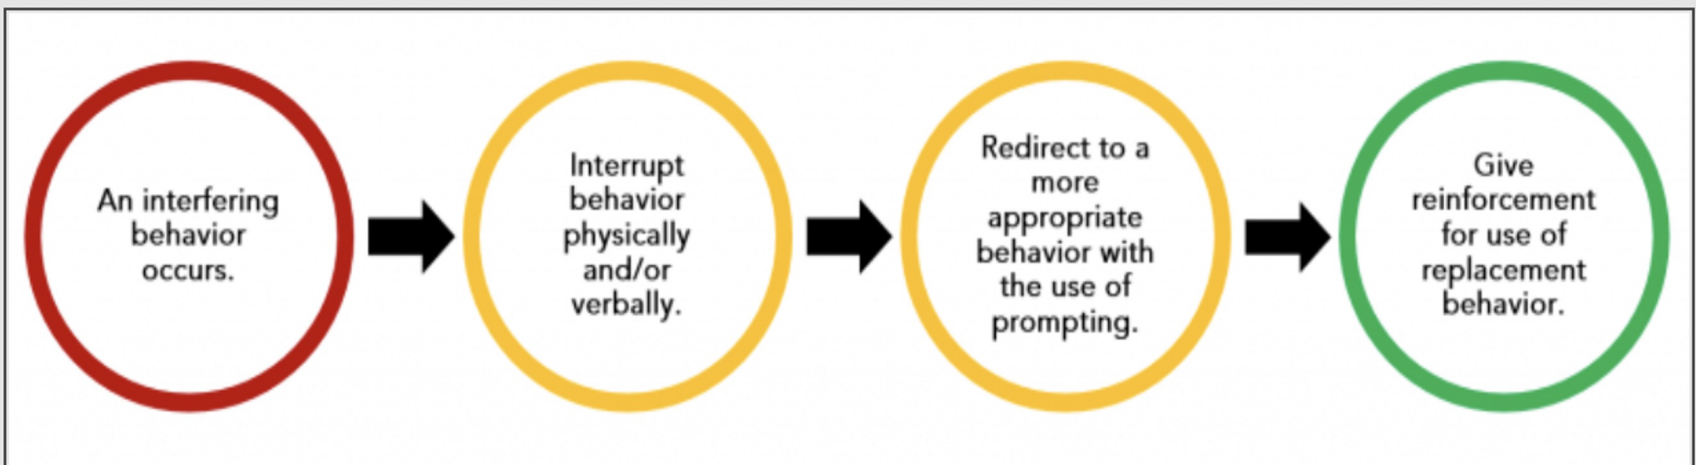 An interfering
behavior
occurs.
Interrupt
behavior
physically
and/or
verbally.
Redirect to a
more
appropriate
behavior with
the use of
prompting.
Give
reinforcement
for use of
replacement
behavior.